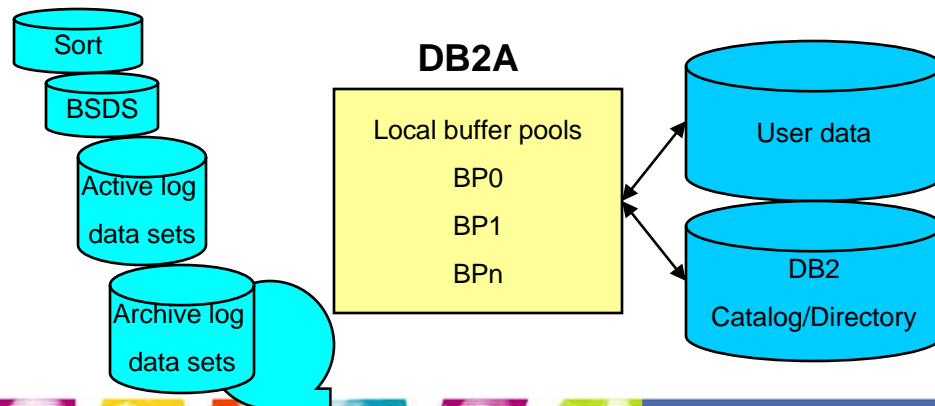 Sort
BSDS
Active log
data sets
Archive log
data sets
DB2A
Local buffer pools
BP0
BP1
BPn
User data
DB2
Catalog/Directory